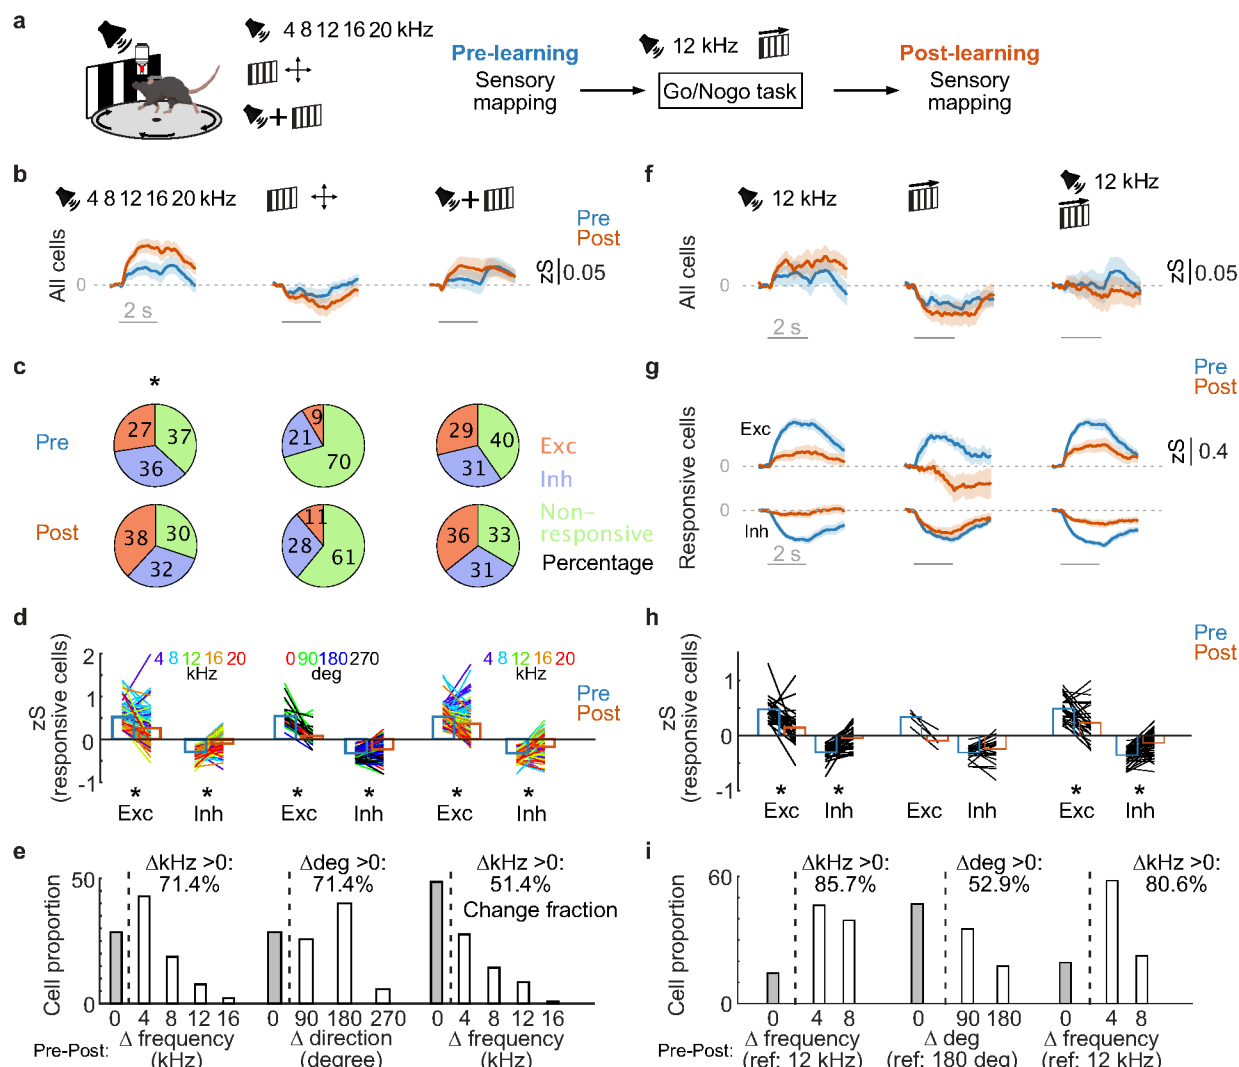 a
4 8 12 16 20 kHz
Pre-learning
Sensory
mapping
12 kHz
Go/Nogo task
Post-learning
Sensory
mapping
b
4 8 12 16 20 kHz
All cells
0
2 s
Pre
Post
zS
0.05
c
*
Pre
27
37
36
9
21
70
29
40
31
Exc
Inh
Non-
responsive
Percentage
Post
38
30
32
11
28
61
36
33
31
d
zS
(responsive cells)
2
1
0
-1
4 8 12 16 20
kHz
0 90 180 270
deg
4 8 12 16 20
kHz
Pre
Post
* * * * * *
Exc Inh Exc Inh Exc Inh
e
Cell proportion
50
0
ΔkHz >0:
71.4%
Δdeg >0:
71.4%
ΔkHz >0:
51.4%
Change fraction
0 4 8 12 16
0 90 180 270
0 4 8 12 16
Pre-Post:
Δ frequency
(kHz)
Δ direction
(degree)
Δ frequency
(kHz)
f
12 kHz
12 kHz
All cells
0
2 s
Pre
Post
zS
0.05
g
Responsive cells
Exc
0
0
Inh
2 s
Pre
Post
zS
0.4
h
zS
(responsive cells)
1
0
-1
Pre
Post
* * * *
Exc Inh Exc Inh Exc Inh
i
Cell proportion
60
0
ΔkHz >0:
85.7%
Δdeg >0:
52.9%
ΔkHz >0:
80.6%
0 4 8
0 90 180
0 4 8
Pre-Post:
Δ frequency
(ref: 12 kHz)
Δ deg
(ref: 180 deg)
Δ frequency
(ref: 12 kHz)